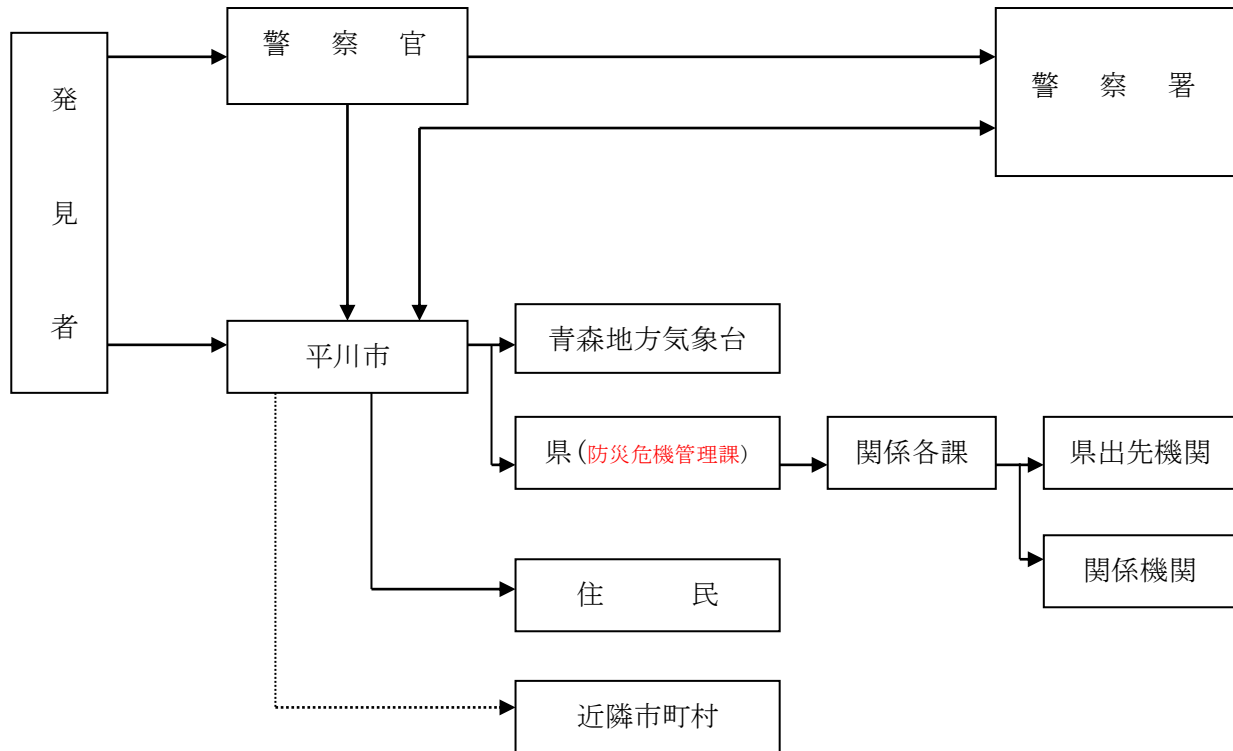 発見者
警察官
警察署
平川市
青森地方気象台
県(防災危機管理課)
関係各課
県出先機関
関係機関
住民
近隣市町村